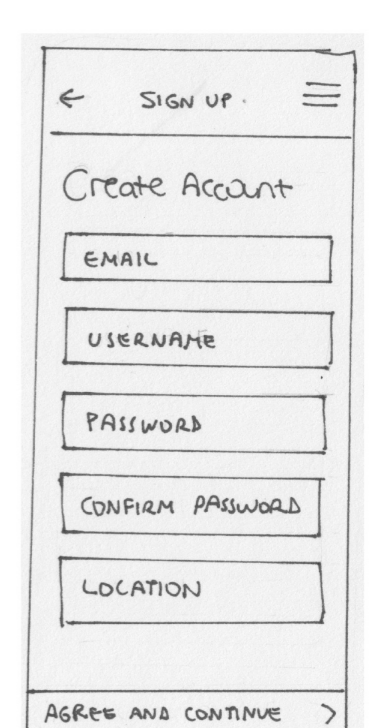 SIGN UP.
Create Account
EMAIL
USERNAME
PASSWORD
CONFIRM PASSWORD
LOCATION
AGREE AND CONTINUE >